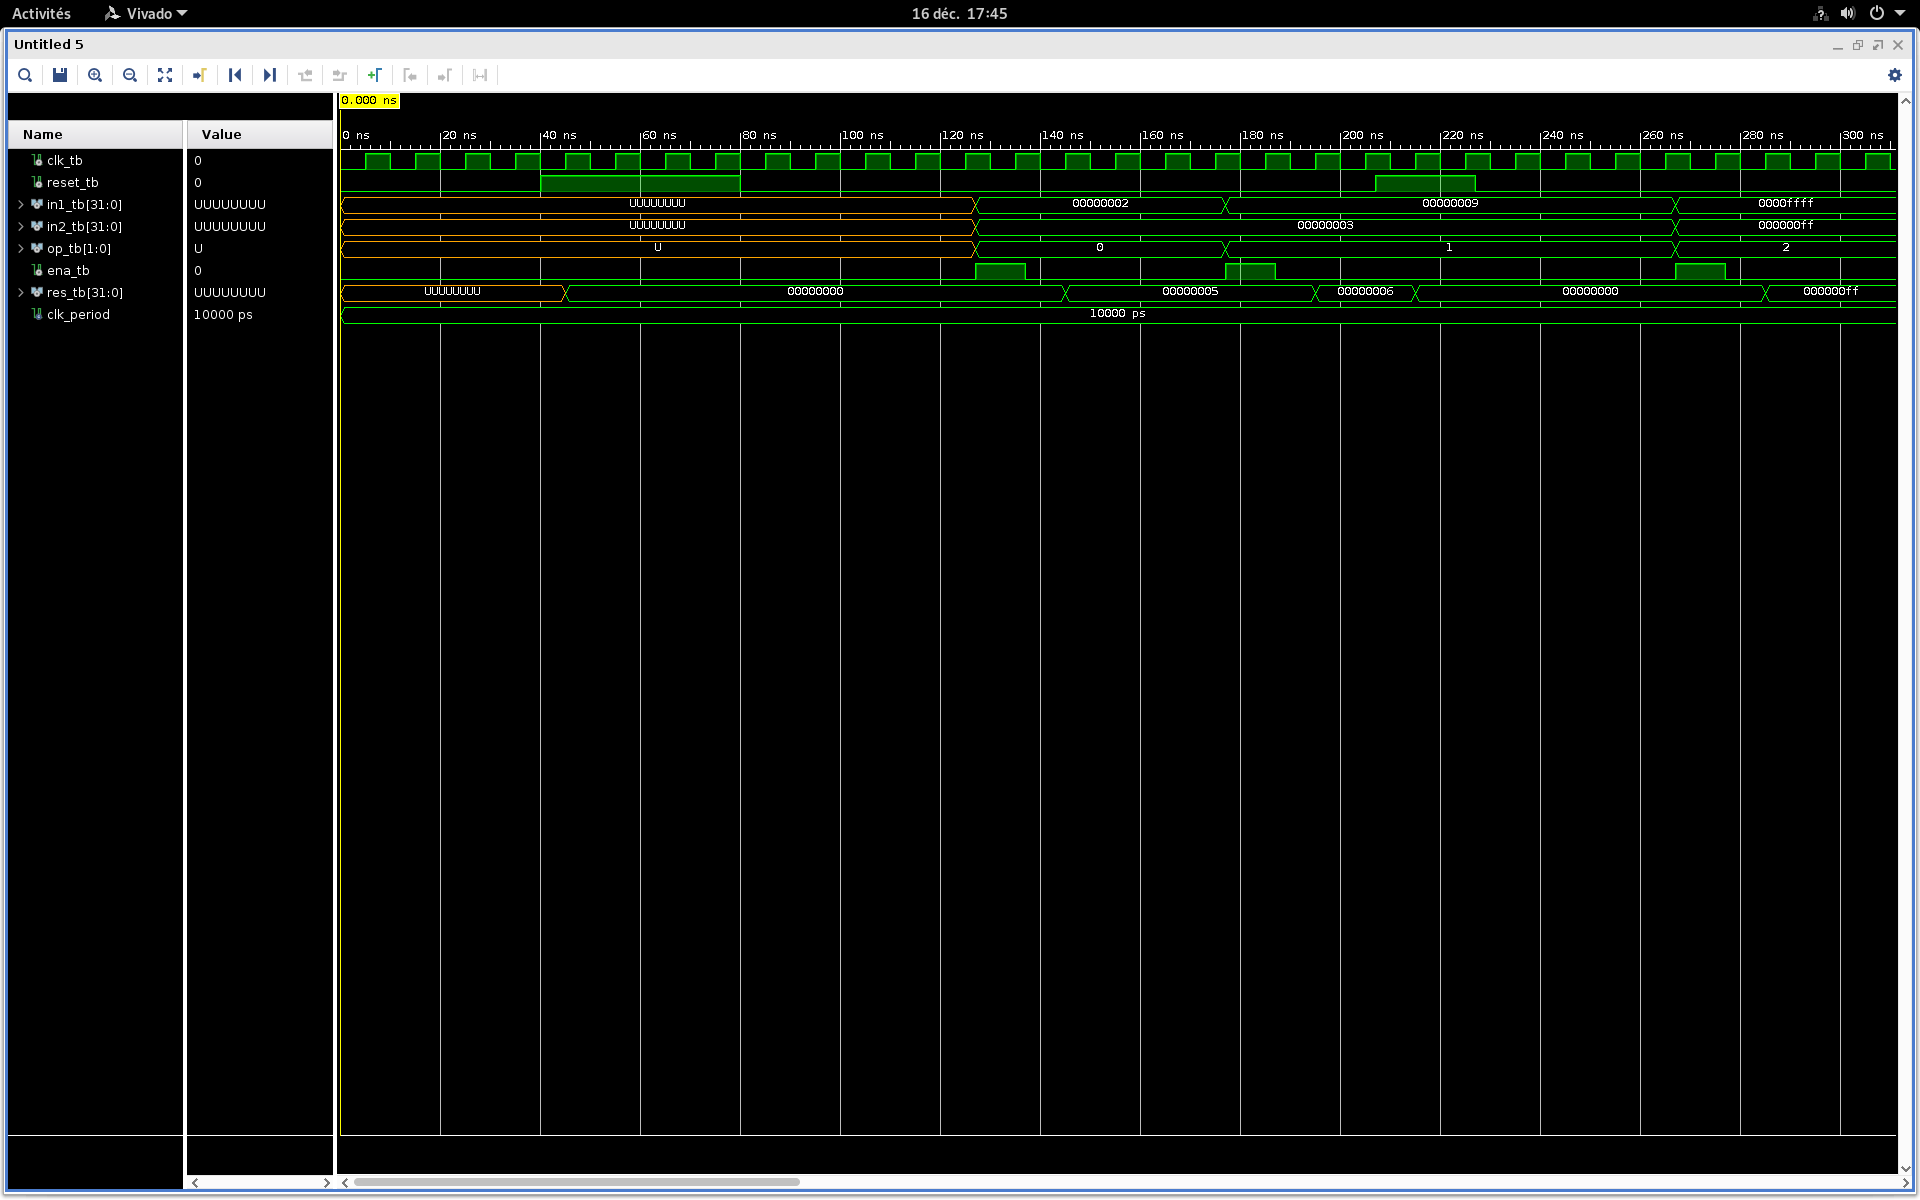 Activités Vivado 16 déc. 17:45
Untitled 5
0.000 ns
Name Value
0 ns 20 ns 40 ns 60 ns 80 ns 100 ns 120 ns 140 ns 160 ns 180 ns 200 ns 220 ns 240 ns 260 ns 280 ns 300 ns
clk_tb 0
reset_tb 0
in1_tb[31:0] UUUUUUUU UUUUUUUU 00000002 00000009 0000ffff
in2_tb[31:0] UUUUUUUU UUUUUUUU 00000003 000000ff
op_tb[1:0] U U 0 1 2
ena_tb 0
res_tb[31:0] UUUUUUUU UUUUUUUU 00000000 00000005 00000006 00000000 000000ff
clk_period 10000 ps 10000 ps